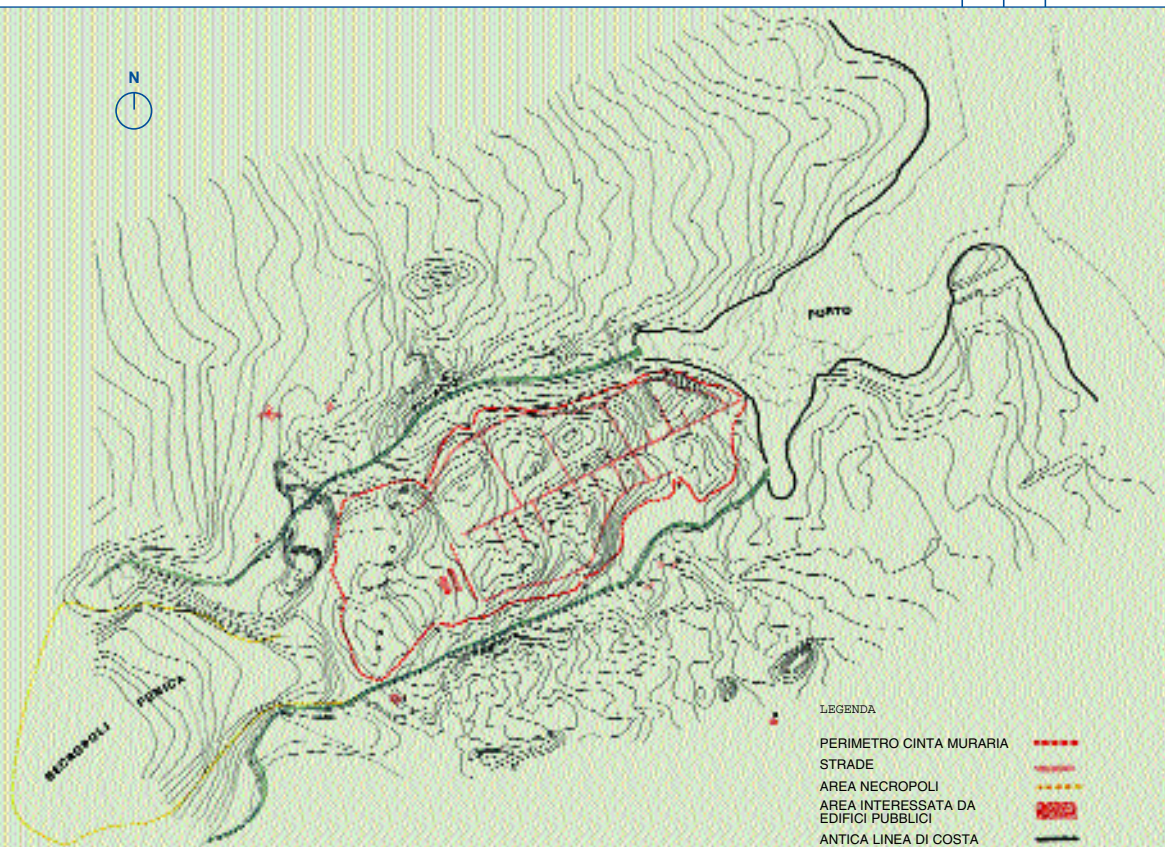 N
PORTO
NECROPOLI PUNICA
LEGENDA
PERIMETRO CINTA MURARIA
STRADE
AREA NECROPOLI
AREA INTERESSATA DA
EDIFICI PUBBLICI
ANTICA LINEA DI COSTA